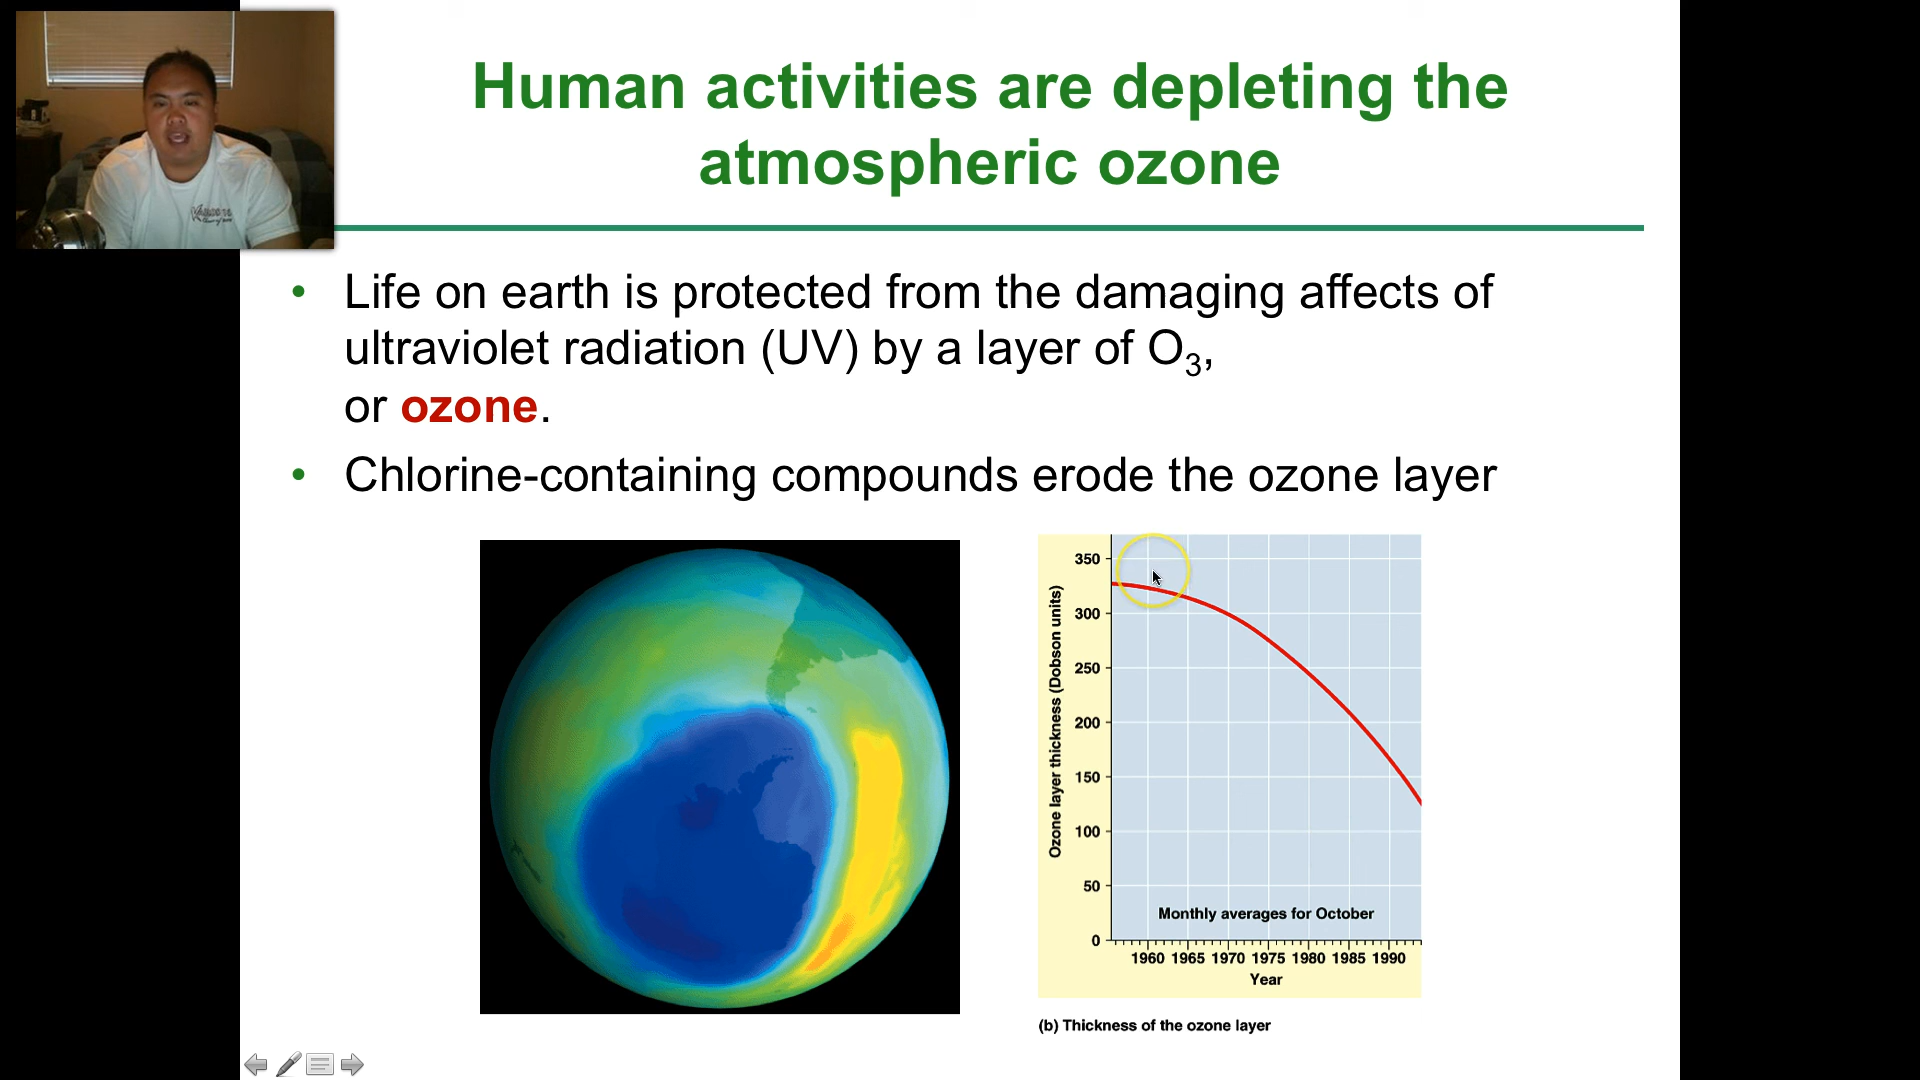 Human activities are depleting the
atmospheric ozone
• Life on earth is protected from the damaging affects of
ultraviolet radiation (UV) by a layer of O₃,
or ozone.
• Chlorine-containing compounds erode the ozone layer
Ozone layer thickness (Dobson units)
350
300
250
200
150
100
50
0
Monthly averages for October
1960 1965 1970 1975 1980 1985 1990
Year
(b) Thickness of the ozone layer